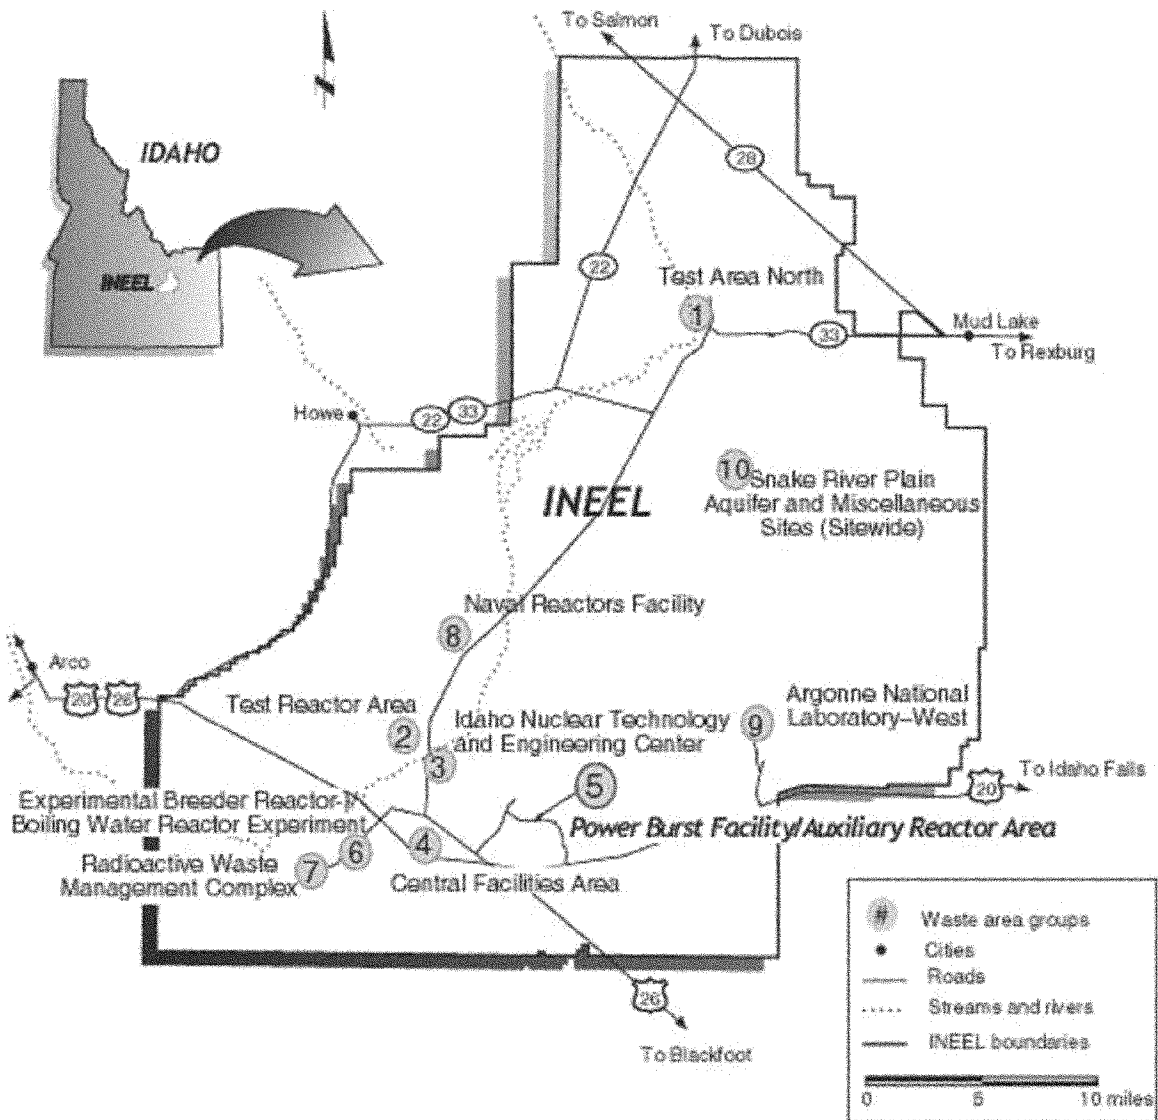 To Salmon
To Dubois
N
IDAHO
28
INEEL
22
Test Area North
1
33
Mud Lake
To Rexburg
Howe
22
33
10
Snake River Plain
Aquifer and Miscellaneous
Sites (Sitewide)
INEEL
Naval Reactors Facility
8
Arco
20
26
Test Reactor Area
2
Idaho Nuclear Technology
and Engineering Center
3
Argonne National
Laboratory–West
9
To Idaho Falls
20
Experimental Breeder Reactor-I/
Boiling Water Reactor Experiment
6
5
Power Burst Facility/Auxiliary Reactor Area
4
Central Facilities Area
Radioactive Waste
Management Complex
7
26
To Blackfoot
# Waste area groups
Cities
Roads
Streams and rivers
INEEL boundaries
0 5 10 miles